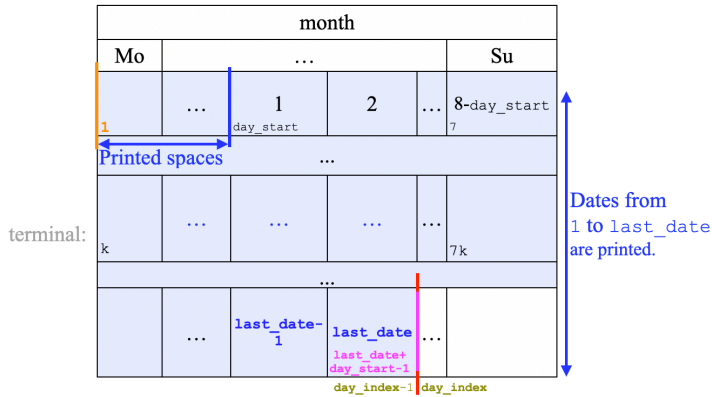 month
Mo ... Su
... 1 2 ... 8-day_start
1 day_start 7
Printed spaces
...
Dates from
1 to last_date
are printed.
terminal:
... ... ... ...
k 7k
...
... last_date-
1 last_date ...
last_date+
day_start-1
day_index-1 day_index